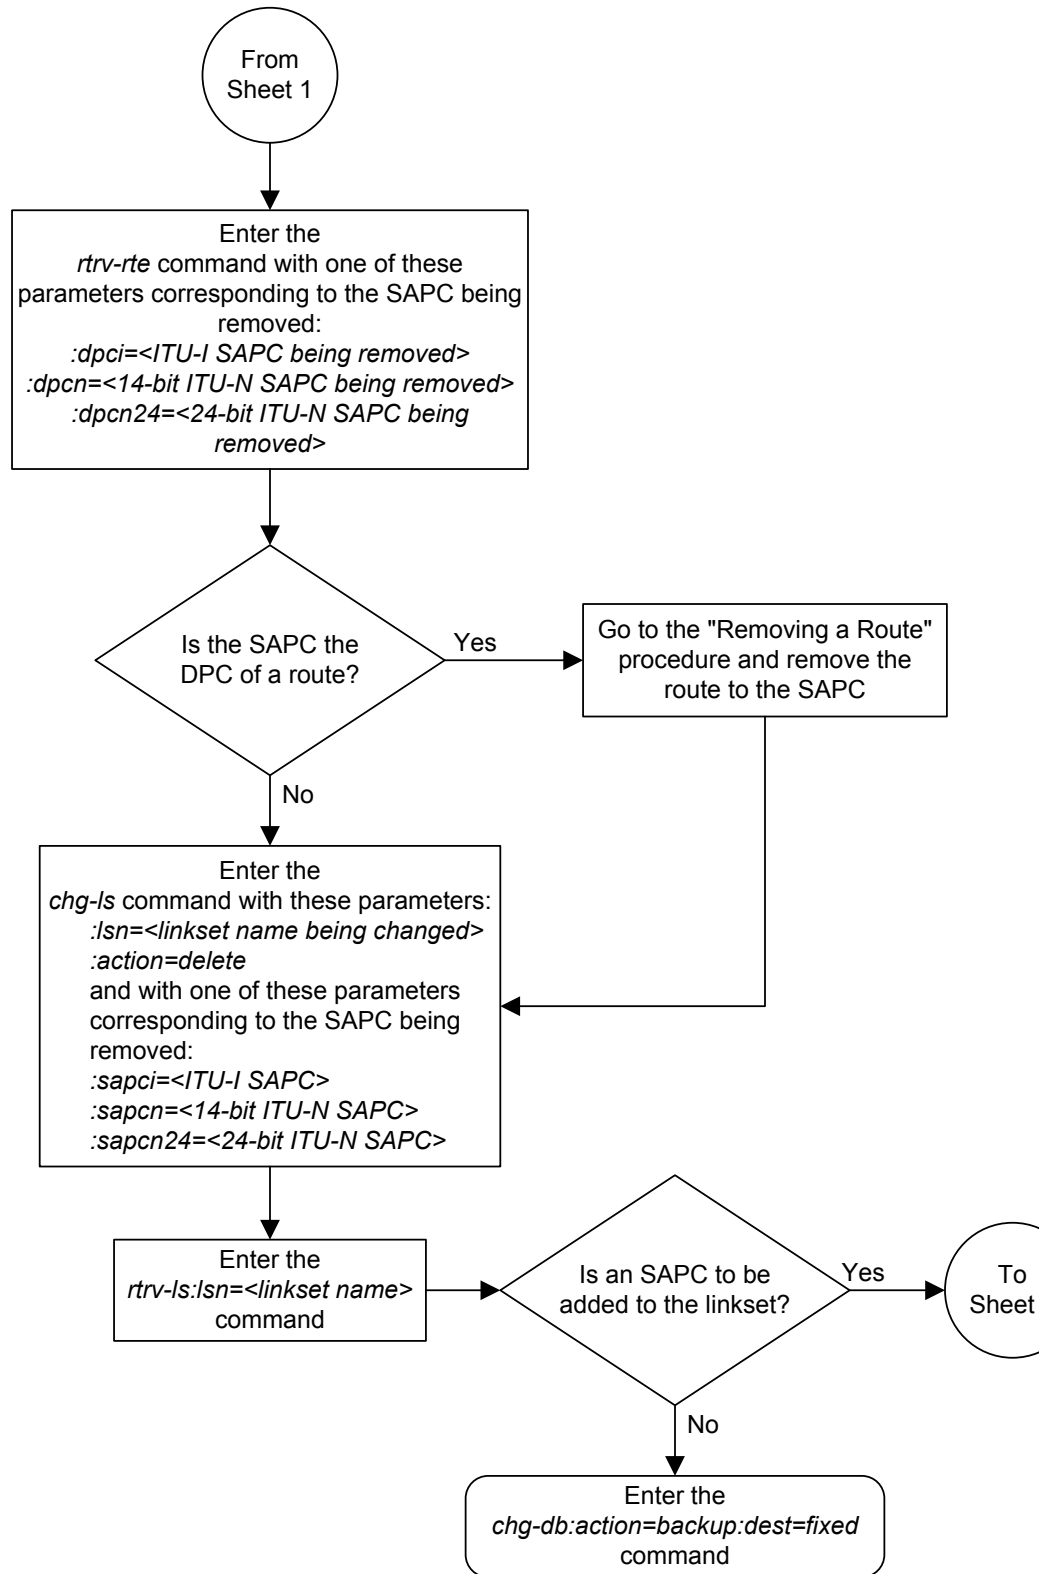 From
Sheet 1
Enter the
rtrv-rte command with one of these
parameters corresponding to the SAPC being
removed:
:dpci=<ITU-I SAPC being removed>
:dpcn=<14-bit ITU-N SAPC being removed>
:dpcn24=<24-bit ITU-N SAPC being
removed>
Is the SAPC the
DPC of a route?
Yes
Go to the "Removing a Route"
procedure and remove the
route to the SAPC
No
Enter the
chg-ls command with these parameters:
:lsn=<linkset name being changed>
:action=delete
and with one of these parameters
corresponding to the SAPC being
removed:
:sapci=<ITU-I SAPC>
:sapcn=<14-bit ITU-N SAPC>
:sapcn24=<24-bit ITU-N SAPC>
Enter the
rtrv-ls:lsn=<linkset name>
command
Is an SAPC to be
added to the linkset?
Yes
To
Sheet
No
Enter the
chg-db:action=backup:dest=fixed
command